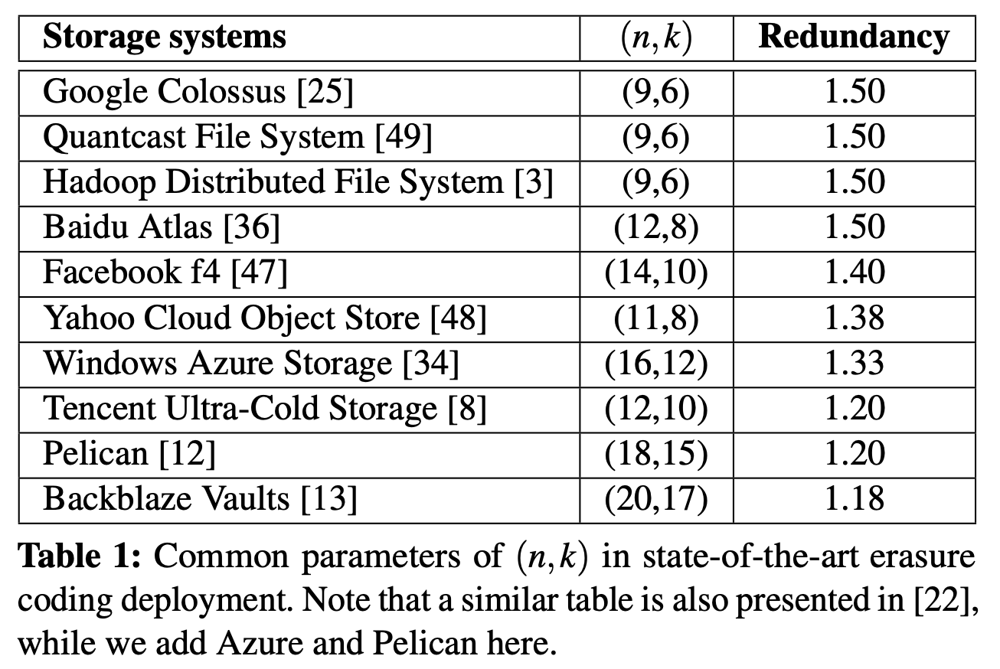 Storage systems (n,k) Redundancy
Google Colossus [25] (9,6) 1.50
Quantcast File System [49] (9,6) 1.50
Hadoop Distributed File System [3] (9,6) 1.50
Baidu Atlas [36] (12,8) 1.50
Facebook f4 [47] (14,10) 1.40
Yahoo Cloud Object Store [48] (11,8) 1.38
Windows Azure Storage [34] (16,12) 1.33
Tencent Ultra-Cold Storage [8] (12,10) 1.20
Pelican [12] (18,15) 1.20
Backblaze Vaults [13] (20,17) 1.18
Table 1: Common parameters of (n,k) in state-of-the-art erasure
coding deployment. Note that a similar table is also presented in [22],
while we add Azure and Pelican here.